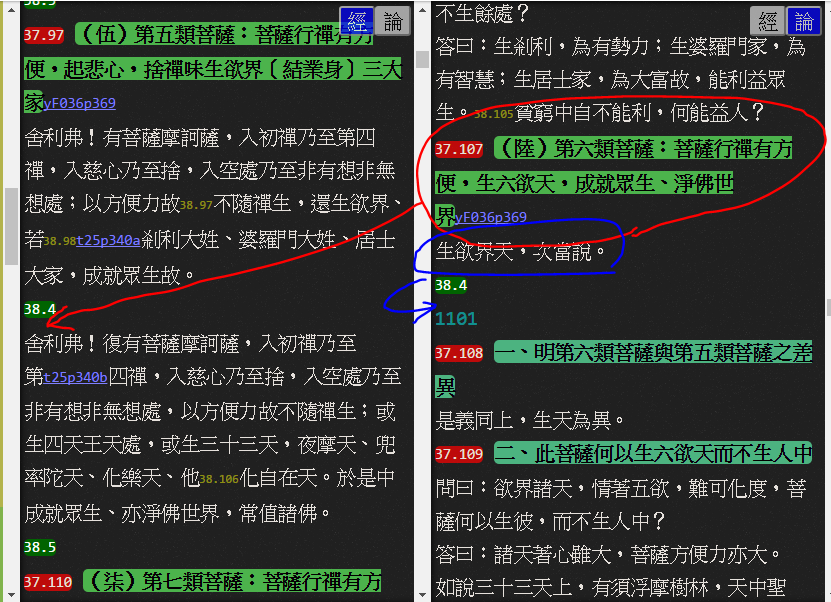 38.3
經 論
37.97 （伍）第五類菩薩：菩薩行禪有方
便，起悲心，捨禪味生欲界〔結業身〕三大
家yF036p369
舍利弗！有菩薩摩訶薩，入初禪乃至第四
禪，入慈心乃至捨，入空處乃至非有想非無
想處；以方便力故38.97不隨禪生，還生欲界、
若38.98t25p340a剎利大姓、婆羅門大姓、居士
大家，成就眾生故。
38.4
舍利弗！復有菩薩摩訶薩，入初禪乃至
第t25p340b四禪，入慈心乃至捨，入空處乃至
非有想非無想處，以方便力故不隨禪生；或
生四天王天處，或生三十三天，夜摩天、兜
率陀天、化樂天、他38.106化自在天。於是中
成就眾生、亦淨佛世界，常值諸佛。
38.5
37.110 （柒）第七類菩薩：菩薩行禪有方
不生餘處？
經 論
答曰：生剎利，為有勢力；生婆羅門家，為
有智慧；生居士家，為大富故，能利益眾
生。38.105貧窮中自不能利，何能益人？
37.107 （陸）第六類菩薩：菩薩行禪有方
便，生六欲天，成就眾生、淨佛世
界yF036p369
生欲界天，次當說。
38.4
1101
37.108 一、明第六類菩薩與第五類菩薩之差
異
是義同上，生天為異。
37.109 二、此菩薩何以生六欲天而不生人中
問曰：欲界諸天，情著五欲，難可化度，菩
薩何以生彼，而不生人中？
答曰：諸天著心雖大，菩薩方便力亦大。
如說三十三天上，有須浮摩樹林，天中聖